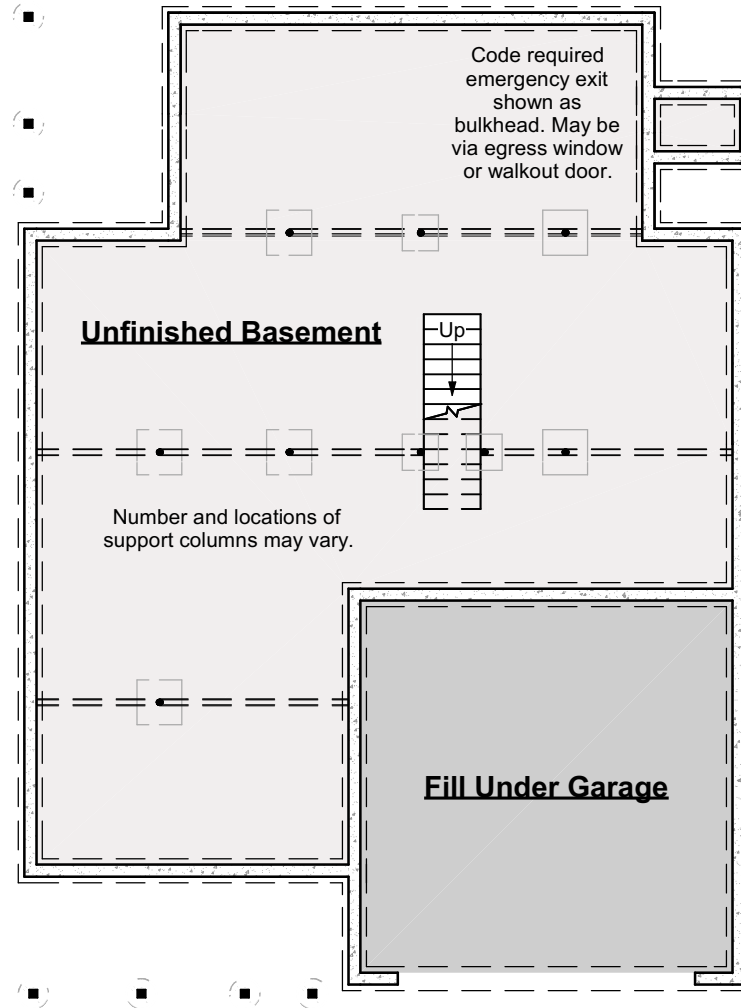 Code required
emergency exit
shown as
bulkhead. May be
via egress window
or walkout door.
Unfinished Basement
Up
Number and locations of
support columns may vary.
Fill Under Garage